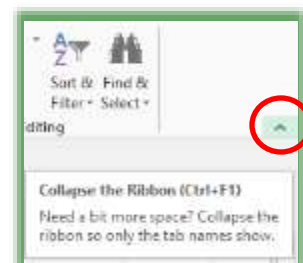 Sort & Find &
Filter Select
diting
Collapse the Ribbon (Ctrl+F1)
Need a bit more space? Collapse the
ribbon so only the tab names show.